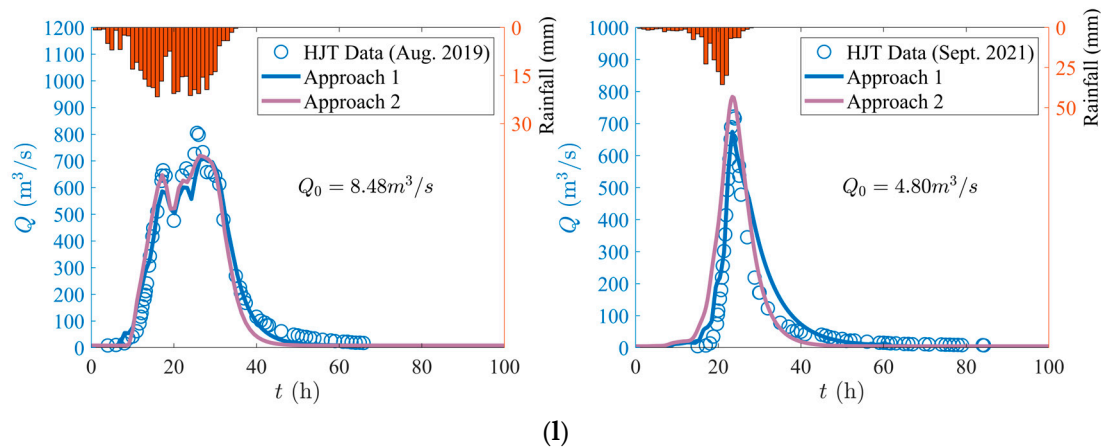 1200
1100
1000
900
800
700
600
500
400
300
200
100
0
Q (m³/s)
0
15
30
Rainfall (mm)
HJT Data (Aug. 2019)
Approach 1
Approach 2
Q₀ = 8.48m³/s
0 20 40 60 80 100
t (h)
1000
900
800
700
600
500
400
300
200
100
0
Q (m³/s)
0
25
50
Rainfall (mm)
HJT Data (Sept. 2021)
Approach 1
Approach 2
Q₀ = 4.80m³/s
0 20 40 60 80 100
t (h)
(l)